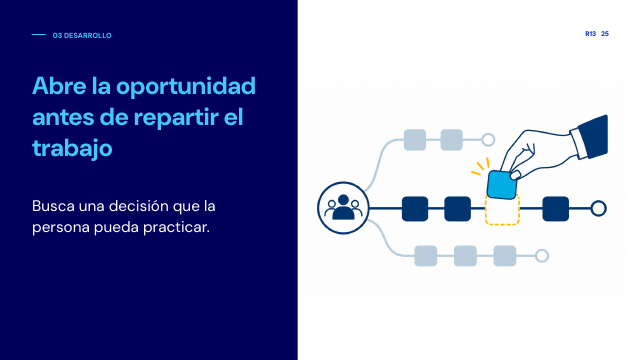 03 DESARROLLO
R13 25
Abre la oportunidad
antes de repartir el
trabajo
Busca una decisión que la
persona pueda practicar.